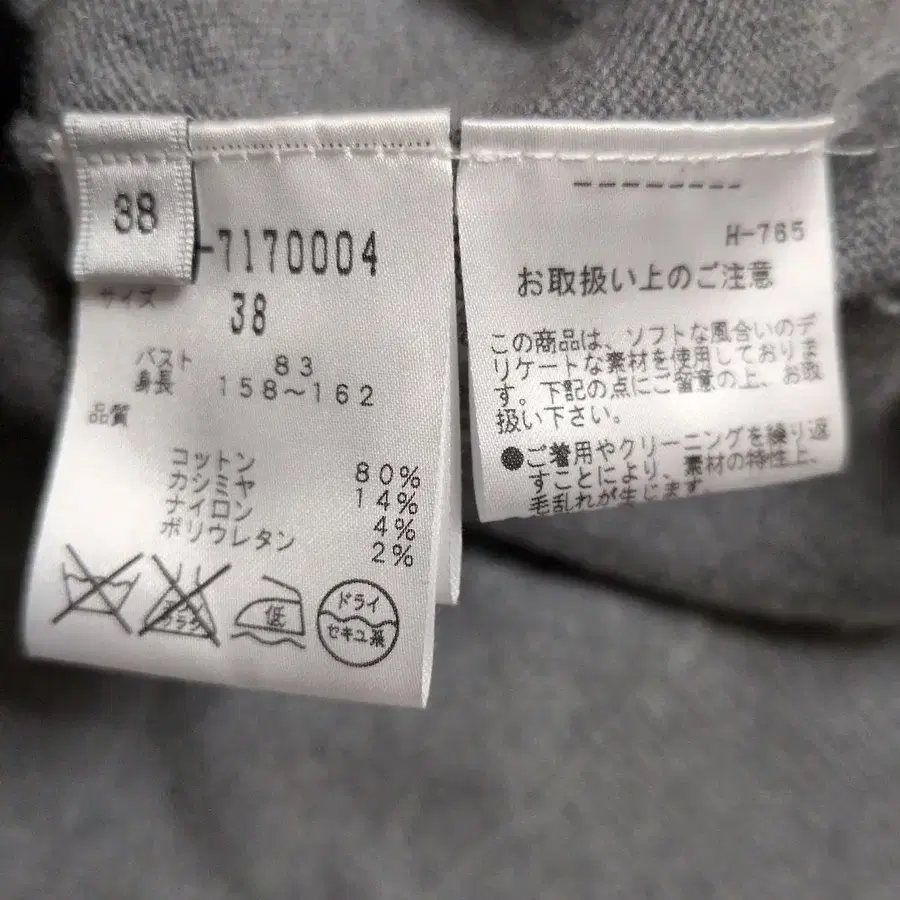 38
-7170004
サイズ
38
バスト 83
身長 158～162
品質
コットン 80%
カシミヤ 14%
ナイロン 4%
ポリウレタン 2%
低
ドライ
セキユ系
--------
H-765
お取扱い上のご注意
この商品は、ソフトな風合いのデ
リケートな素材を使用しておりま
す。下記の点にご留意の上、お取
扱い下さい。
●ご着用やクリーニングを繰り返
すことにより、素材の特性上、
毛乱れが生じます